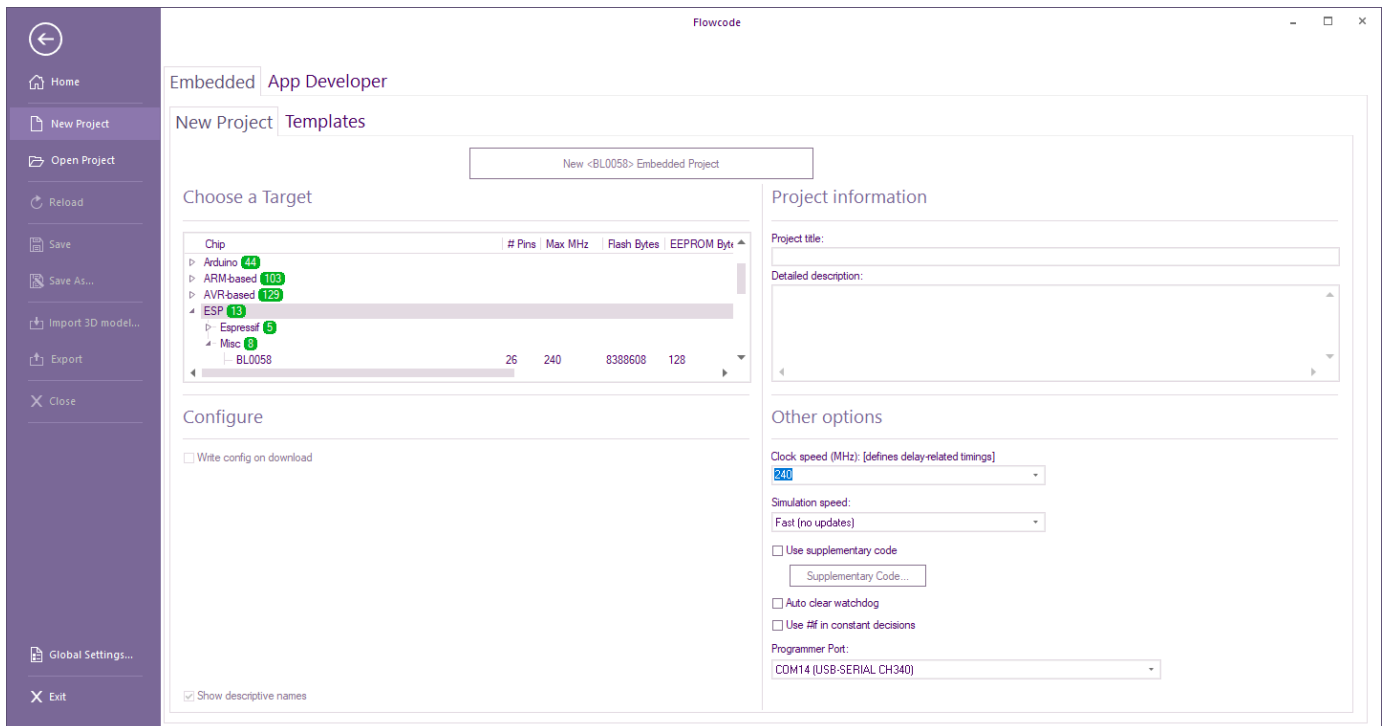 Flowcode
Home
New Project
Open Project
Reload
Save
Save As...
Import 3D model...
Export
Close
Global Settings...
Exit
Embedded App Developer
New Project Templates
New <BL0058> Embedded Project
Choose a Target
Chip # Pins Max MHz Flash Bytes EEPROM Byte
Arduino 44
ARM-based 103
AVR-based 129
ESP 13
Espressif 5
Misc 8
BL0058 26 240 8388608 128
Configure
Write config on download
Show descriptive names
Project information
Project title:
Detailed description:
Other options
Clock speed (MHz): [defines delay-related timings]
240
Simulation speed:
Fast (no updates)
Use supplementary code
Supplementary Code...
Auto clear watchdog
Use #if in constant decisions
Programmer Port:
COM14 (USB-SERIAL CH340)